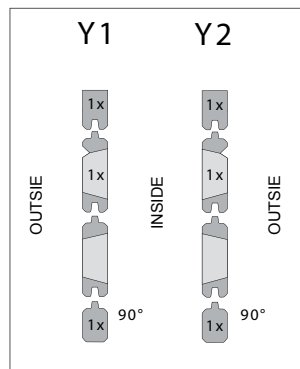 Y1 Y2
1x 1x
1x 1x
OUTSIE INSIDE OUTSIE
1x 90° 1x 90°